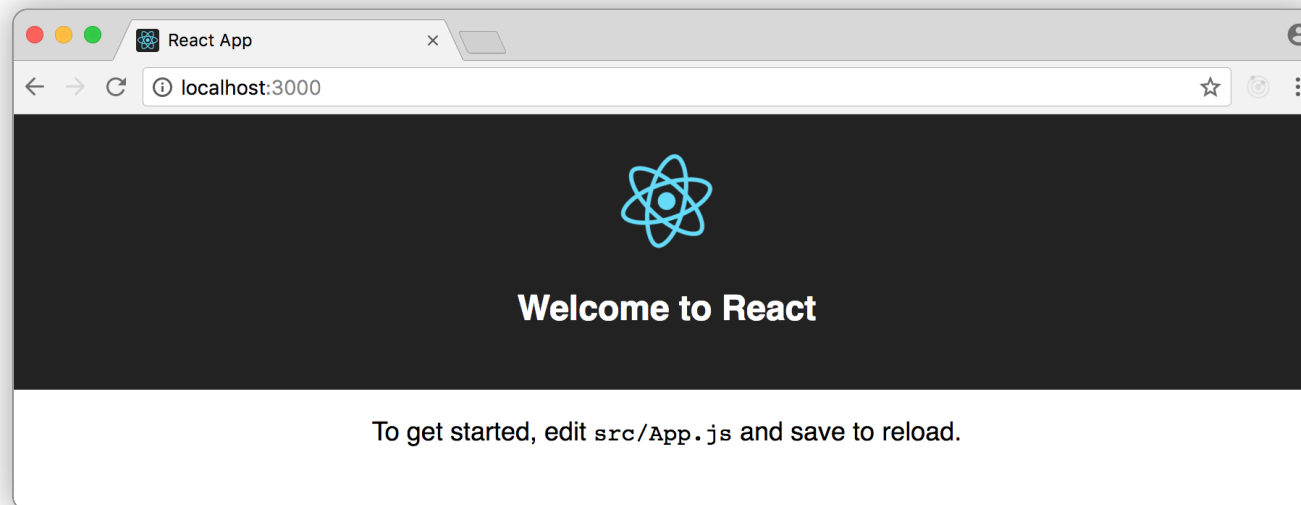 React App
localhost:3000
Welcome to React
To get started, edit src/App.js and save to reload.